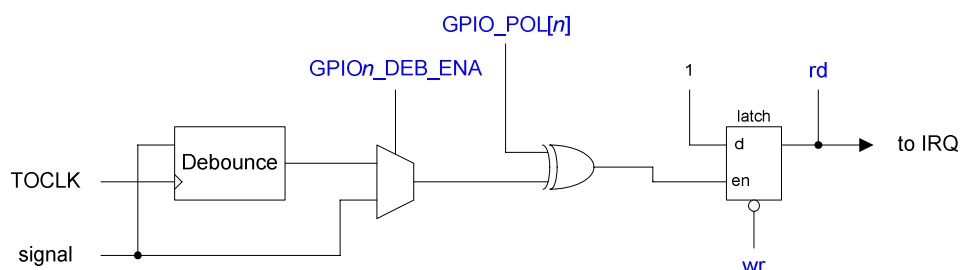 GPIO_POL[n]
GPIOn_DEB_ENA
1
rd
latch
Debounce
d
to IRQ
TOCLK
en
signal
wr